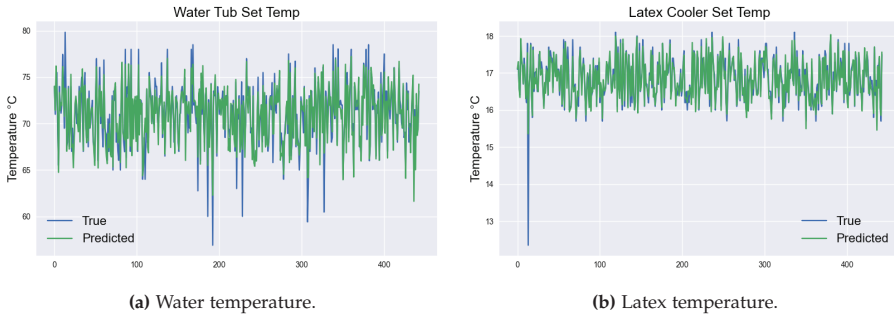 Water Tub Set Temp
80
75
70
65
60
Temperature °C
True
Predicted
0
100
200
300
400
(a) Water temperature.
Latex Cooler Set Temp
18
17
16
15
14
13
Temperature °C
True
Predicted
0
100
200
300
400
(b) Latex temperature.